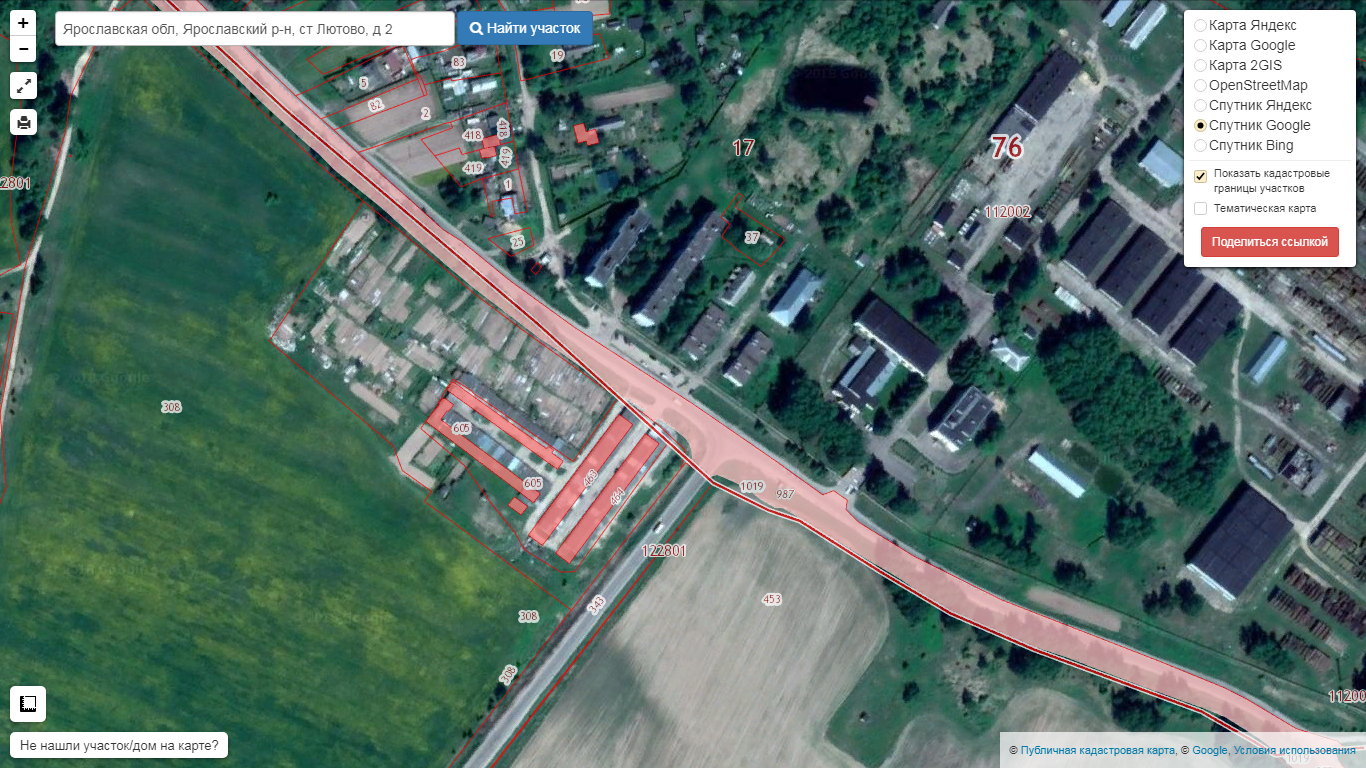 +
−
Ярославская обл, Ярославский р-н, ст Лютово, д 2
Найти участок
Карта Яндекс
Карта Google
Карта 2GIS
OpenStreetMap
Спутник Яндекс
Спутник Google
Спутник Bing
Показать кадастровые
границы участков
Тематическая карта
Поделиться ссылкой
19
83
5
82
2
418
418
419
419
1
25
17
76
112002
37
2801
308
605
605
463
464
1019
987
122801
453
343
308
308
11200
1019
Не нашли участок/дом на карте?
© Публичная кадастровая карта, © Google, Условия использования